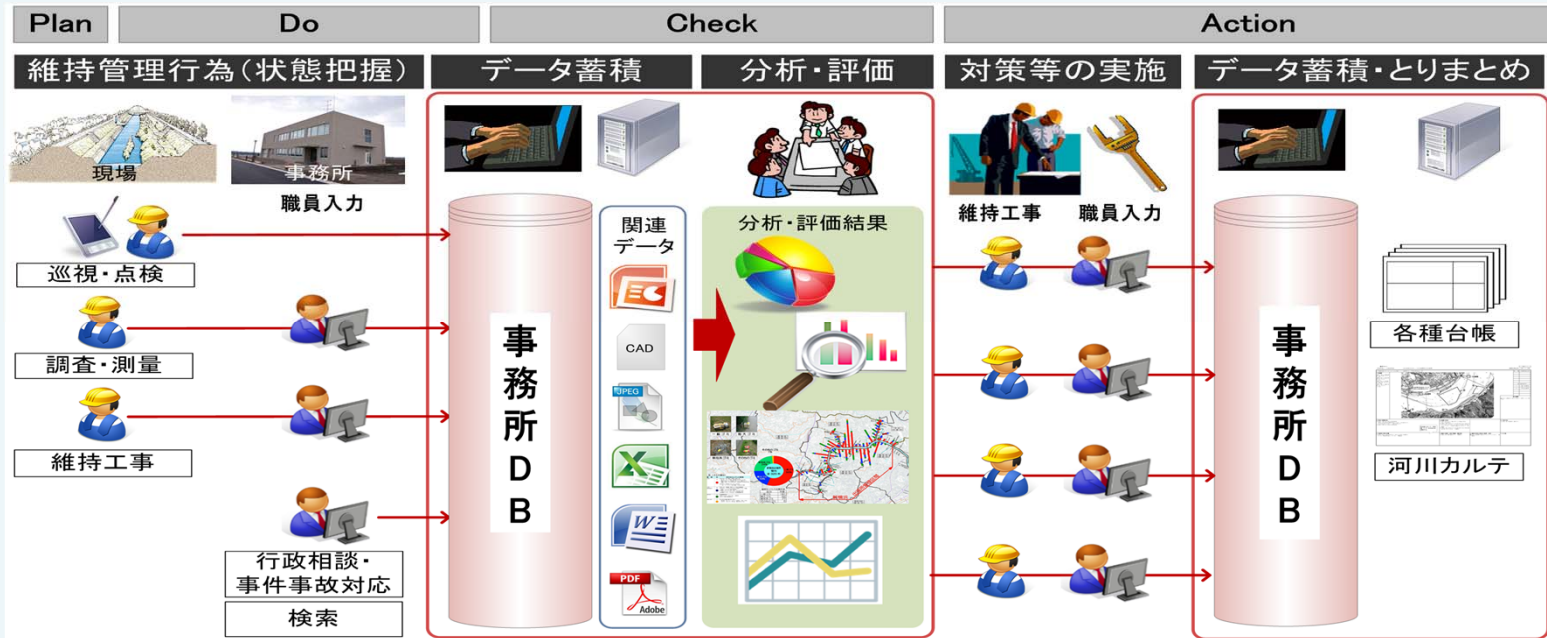 Plan
Do
Check
Action
維持管理行為(状態把握)
データ蓄積
分析・評価
対策等の実施
データ蓄積・とりまとめ
現場
事務所
職員入力
巡視・点検
調査・測量
維持工事
行政相談・
事件事故対応
検索
事
務
所
D
B
関連
データ
CAD
JPEG
PDF
Adobe
分析・評価結果
維持工事
職員入力
事
務
所
D
B
各種台帳
河川カルテ